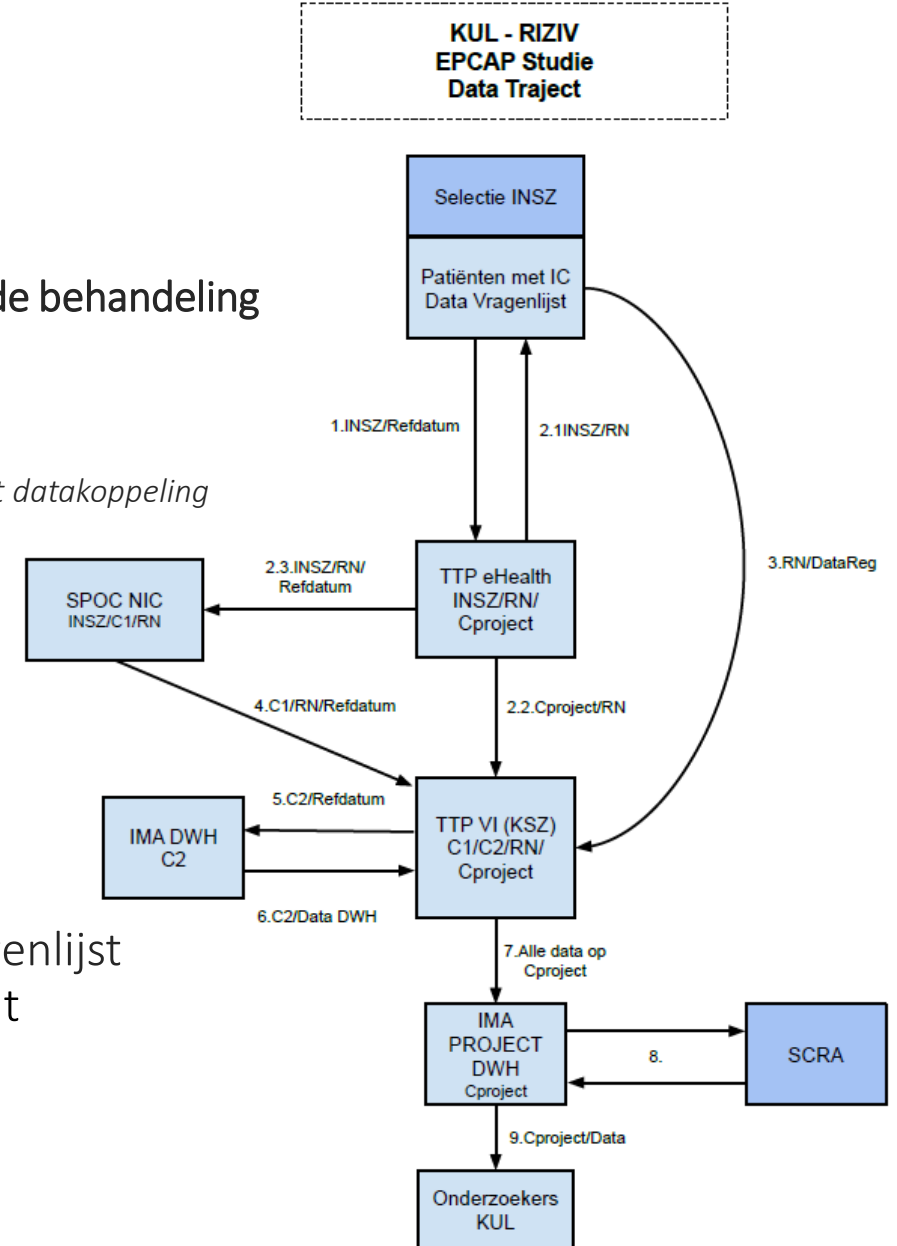 KUL - RIZIV
EPCAP Studie
Data Traject
Selectie INSZ
Patiënten met IC
Data Vragenlijst
de behandeling
1.INSZ/Refdatum
2.1INSZ/RN
t datakoppeling
3.RN/DataReg
2.3.INSZ/RN/
Refdatum
TTP eHealth
INSZ/RN/
Cproject
SPOC NIC
INSZ/C1/RN
4.C1/RN/Refdatum
2.2.Cproject/RN
5.C2/Refdatum
TTP VI (KSZ)
C1/C2/RN/
Cproject
IMA DWH
C2
6.C2/Data DWH
enlijst
t
7.Alle data op
Cproject
IMA
PROJECT
DWH
Cproject
8.
SCRA
9.Cproject/Data
Onderzoekers
KUL